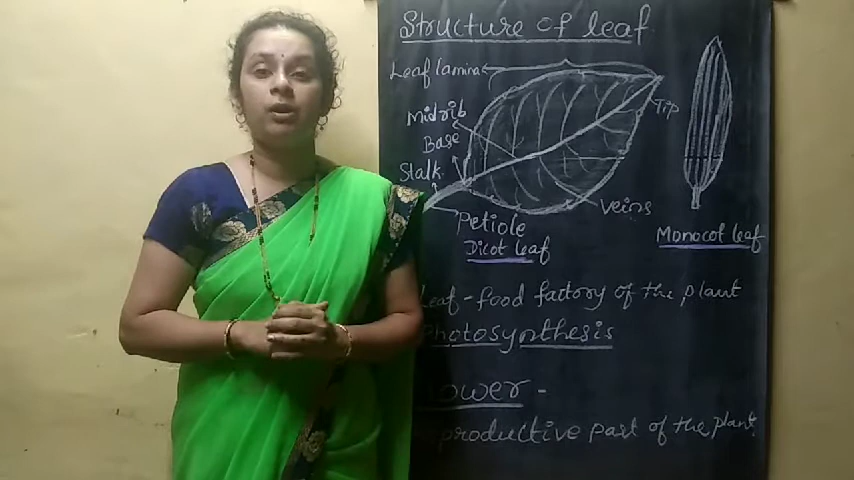 Structure of leaf
Leaf lamina
Tip
Midrib
Base
Stalk
Veins
Petiole
Dicot leaf
Monocot leaf
Leaf - food factory of the plant
Photosynthesis
lower -
productive part of the plant